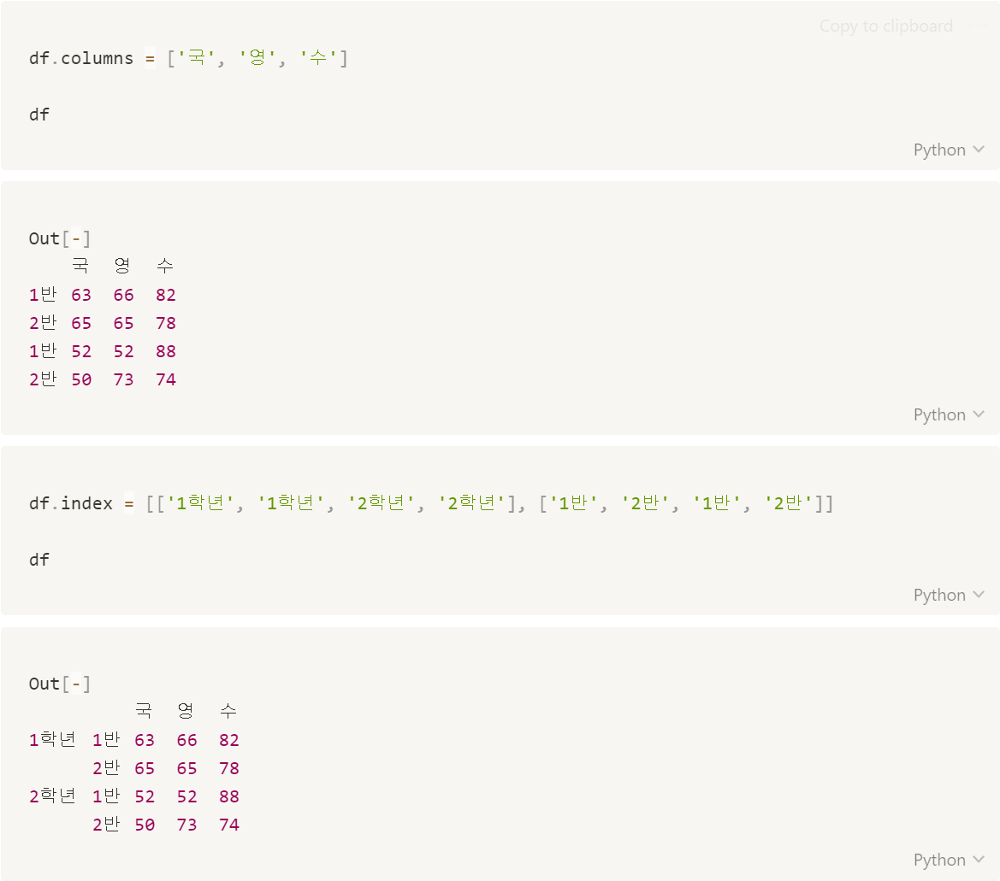 Copy to clipboard ···
df.columns = ['국', '영', '수']
df
Python
Out[-]
국 영 수
1반 63 66 82
2반 65 65 78
1반 52 52 88
2반 50 73 74
Python
df.index = [['1학년', '1학년', '2학년', '2학년'], ['1반', '2반', '1반', '2반']]
df
Python
Out[-]
국 영 수
1학년 1반 63 66 82
2반 65 65 78
2학년 1반 52 52 88
2반 50 73 74
Python